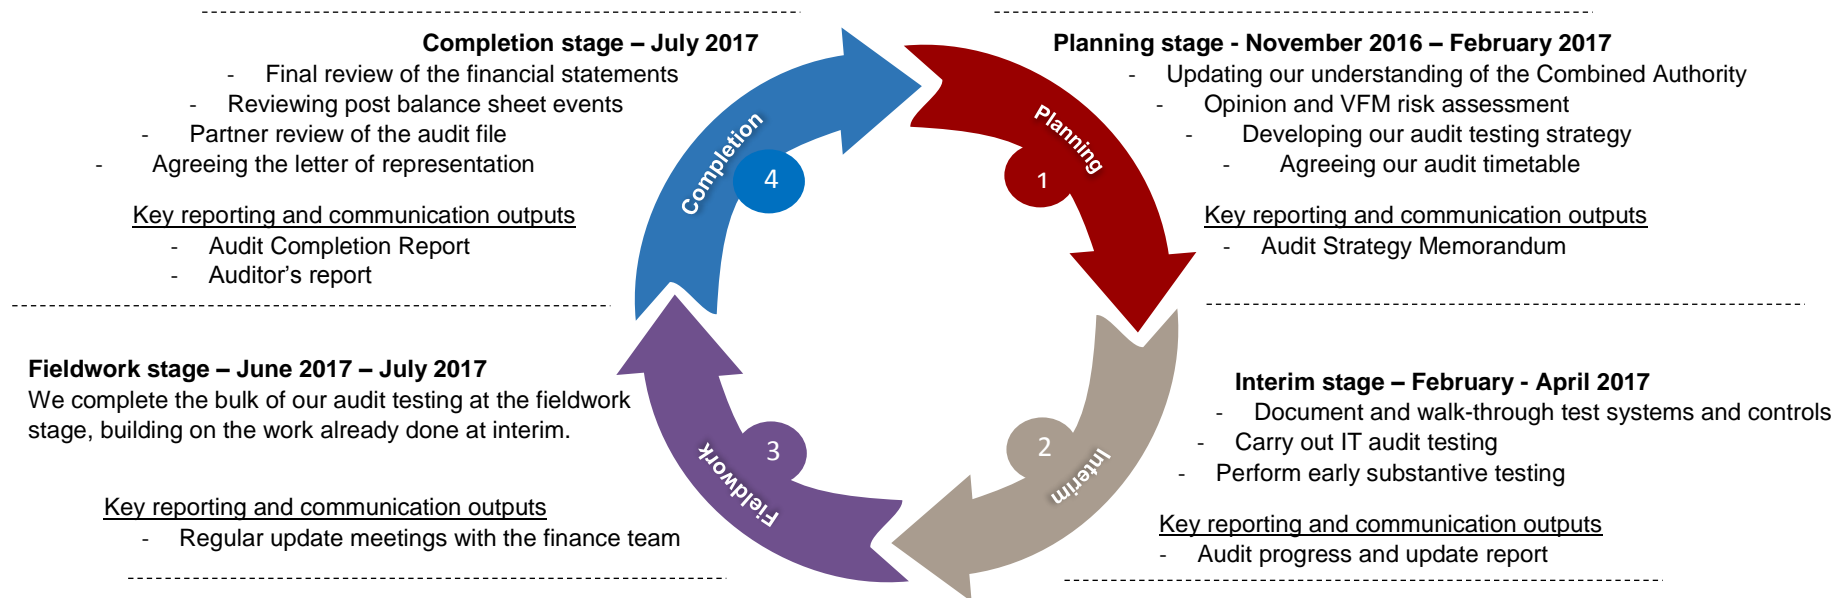 Completion stage – July 2017
- Final review of the financial statements
- Reviewing post balance sheet events
- Partner review of the audit file
- Agreeing the letter of representation
Key reporting and communication outputs
- Audit Completion Report
- Auditor’s report
Planning stage - November 2016 – February 2017
- Updating our understanding of the Combined Authority
- Opinion and VFM risk assessment
- Developing our audit testing strategy
- Agreeing our audit timetable
Key reporting and communication outputs
- Audit Strategy Memorandum
Completion
4
Planning
1
Fieldwork stage – June 2017 – July 2017
We complete the bulk of our audit testing at the fieldwork
stage, building on the work already done at interim.
Key reporting and communication outputs
- Regular update meetings with the finance team
3
Fieldwork
2
Interim
Interim stage – February - April 2017
- Document and walk-through test systems and controls
- Carry out IT audit testing
- Perform early substantive testing
Key reporting and communication outputs
- Audit progress and update report